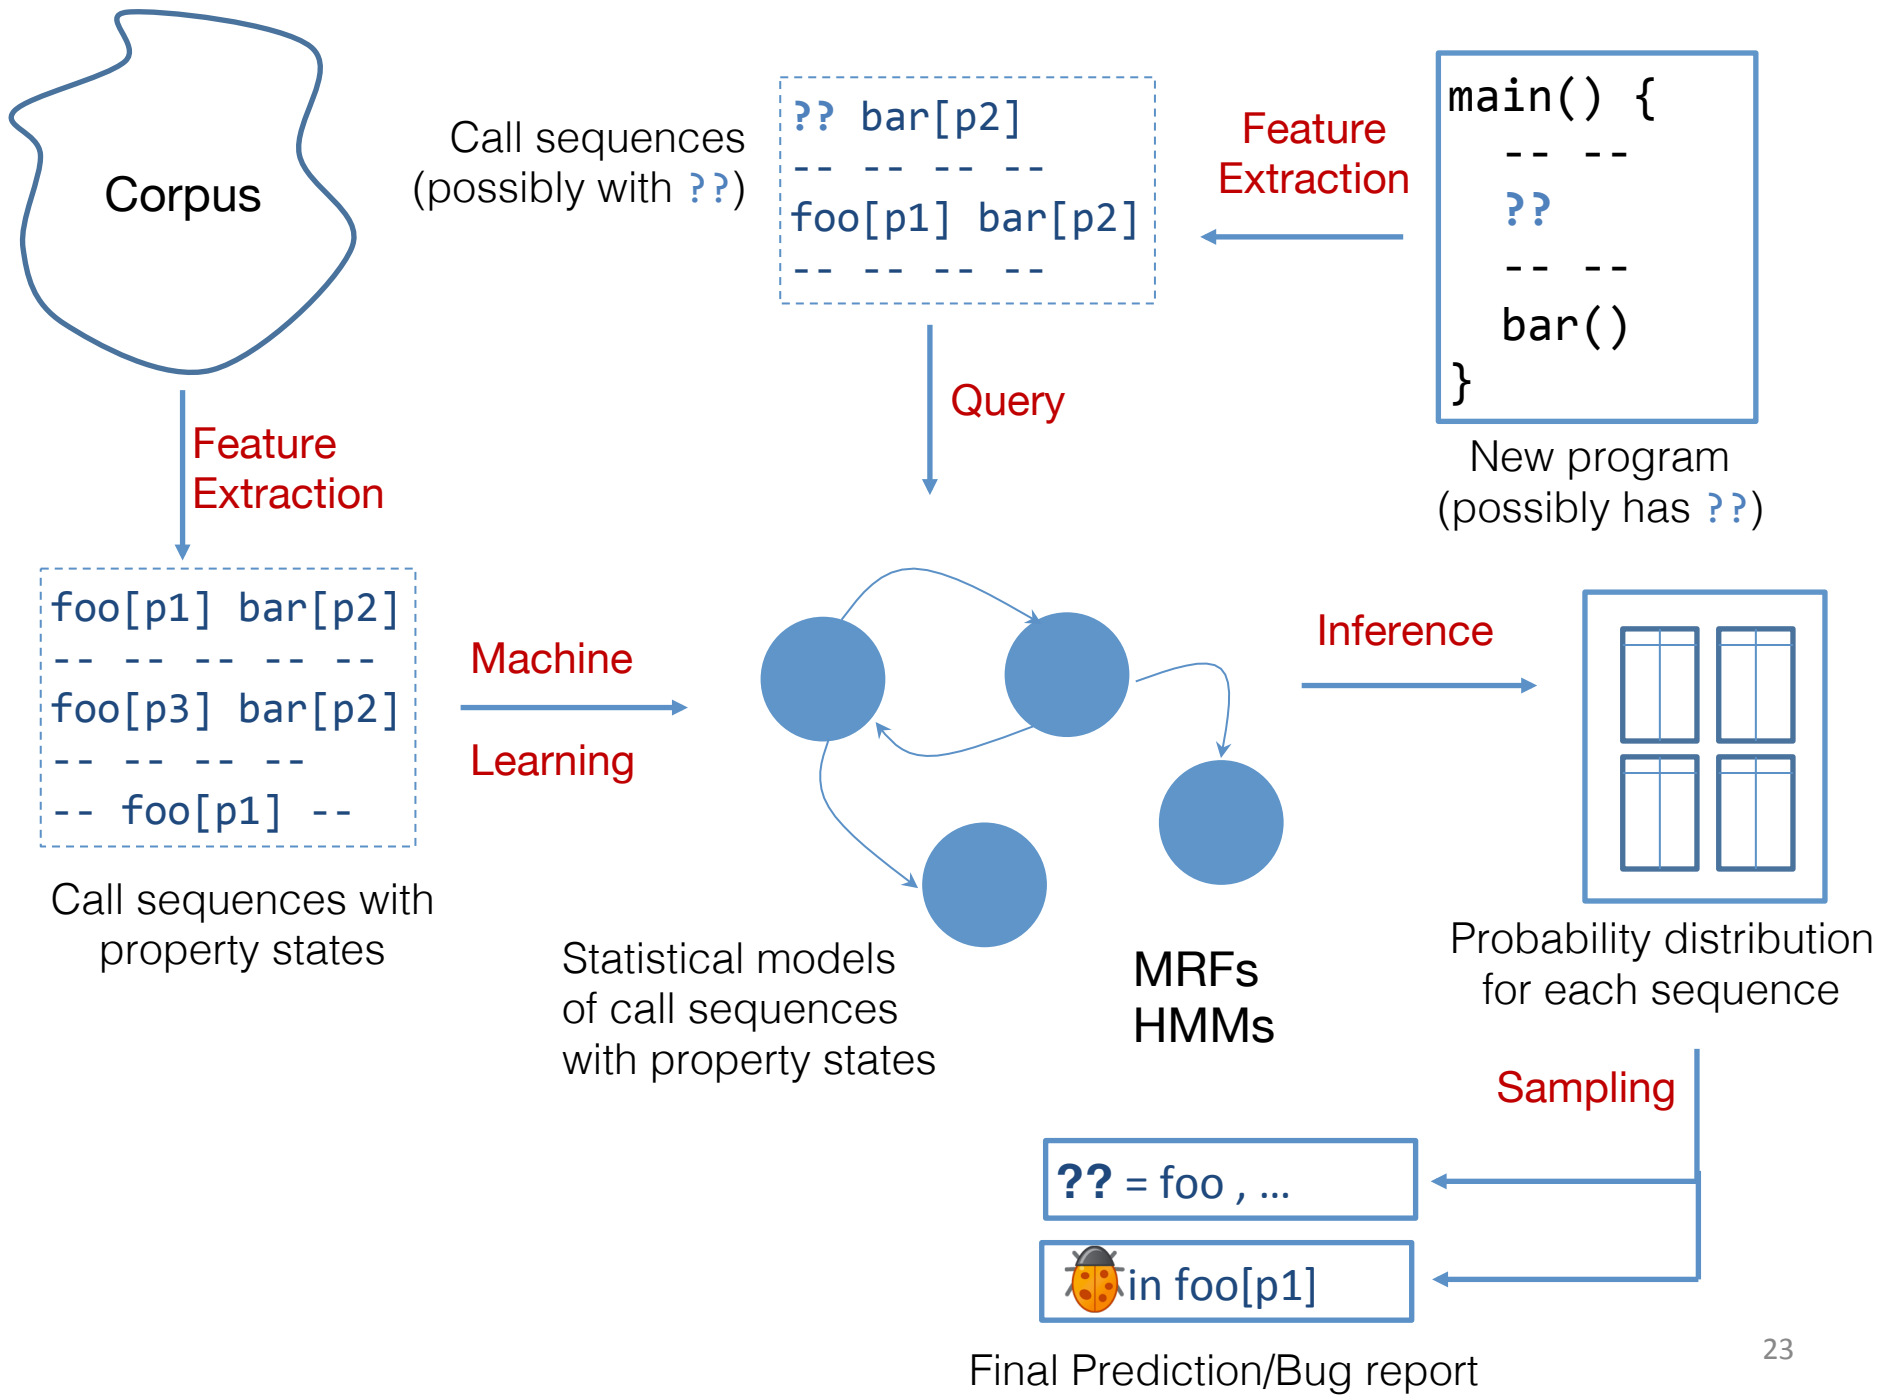 Corpus
Feature
Extraction
foo[p1] bar[p2]
-- -- -- -- --
foo[p3] bar[p2]
-- -- -- --
-- foo[p1] --
Call sequences with
property states
Machine
Learning
Call sequences
(possibly with ??)
?? bar[p2]
-- -- -- --
foo[p1] bar[p2]
-- -- -- --
Feature
Extraction
main() {
-- --
??
-- --
bar()
}
New program
(possibly has ??)
Query
Statistical models
of call sequences
with property states
MRFs
HMMs
Inference
Probability distribution
for each sequence
Sampling
?? = foo , …
in foo[p1]
Final Prediction/Bug report
23